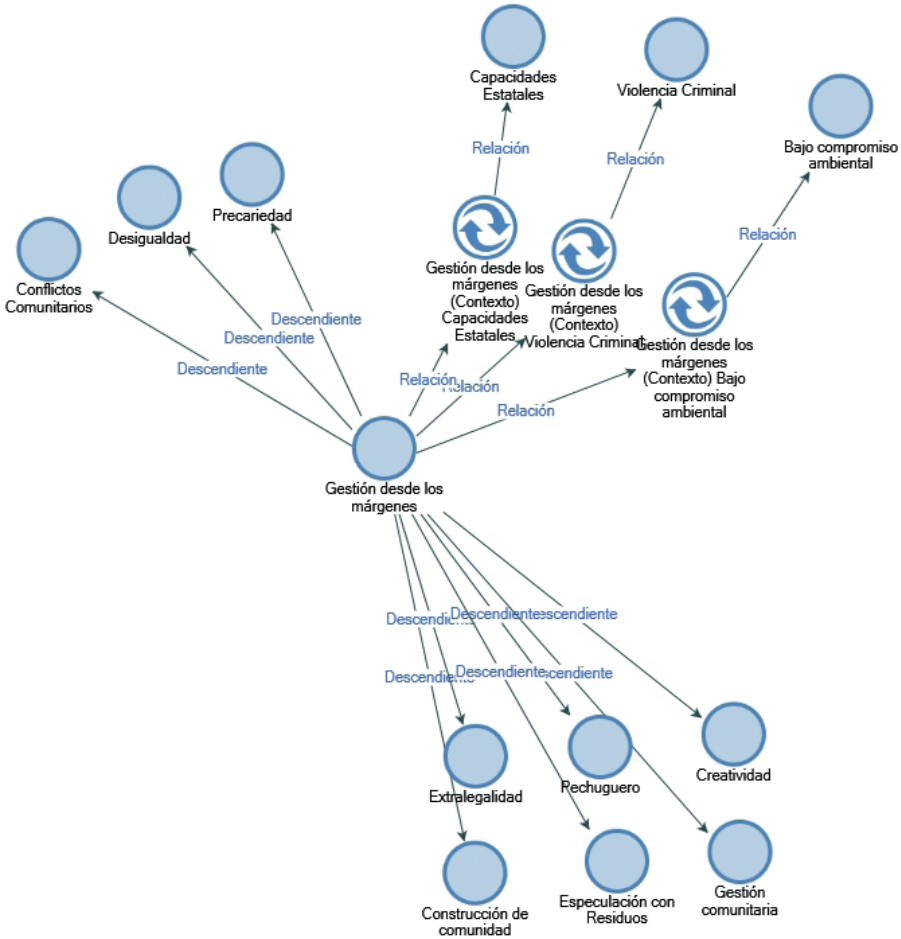 Capacidades
Estatales
Violencia Criminal
Bajo compromiso
ambiental
Relación
Relación
Relación
Precariedad
Desigualdad
Conflictos
Comunitarios
Gestión desde los
márgenes
(Contexto)
Capacidades
Estatales
Gestión desde los
márgenes
(Contexto)
Violencia Criminal
Gestión desde los
márgenes
(Contexto) Bajo
compromiso
ambiental
Descendiente
Descendiente
Descendiente
Relación
Relación
Relación
Gestión desde los
márgenes
Descendiente
Descendiente
Descendiente
Descendiente
Descendiente
Descendiente
Extralegalidad
Pechuguero
Creatividad
Construcción de
comunidad
Especulación con
Residuos
Gestión
comunitaria